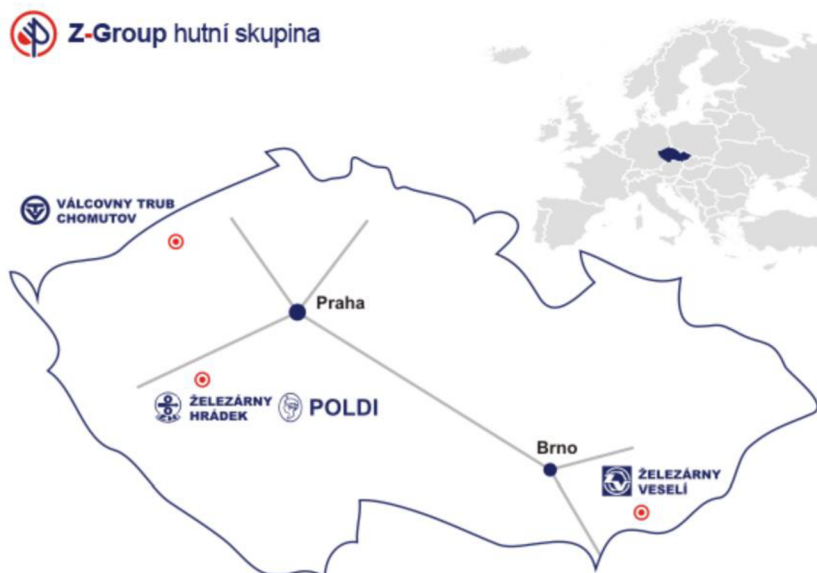 Z-Group hutní skupina
VÁLCOVNY TRUB
CHOMUTOV
Praha
ŽELEZÁRNY
HRÁDEK
POLDI
Brno
ŽELEZÁRNY
VESELÍ